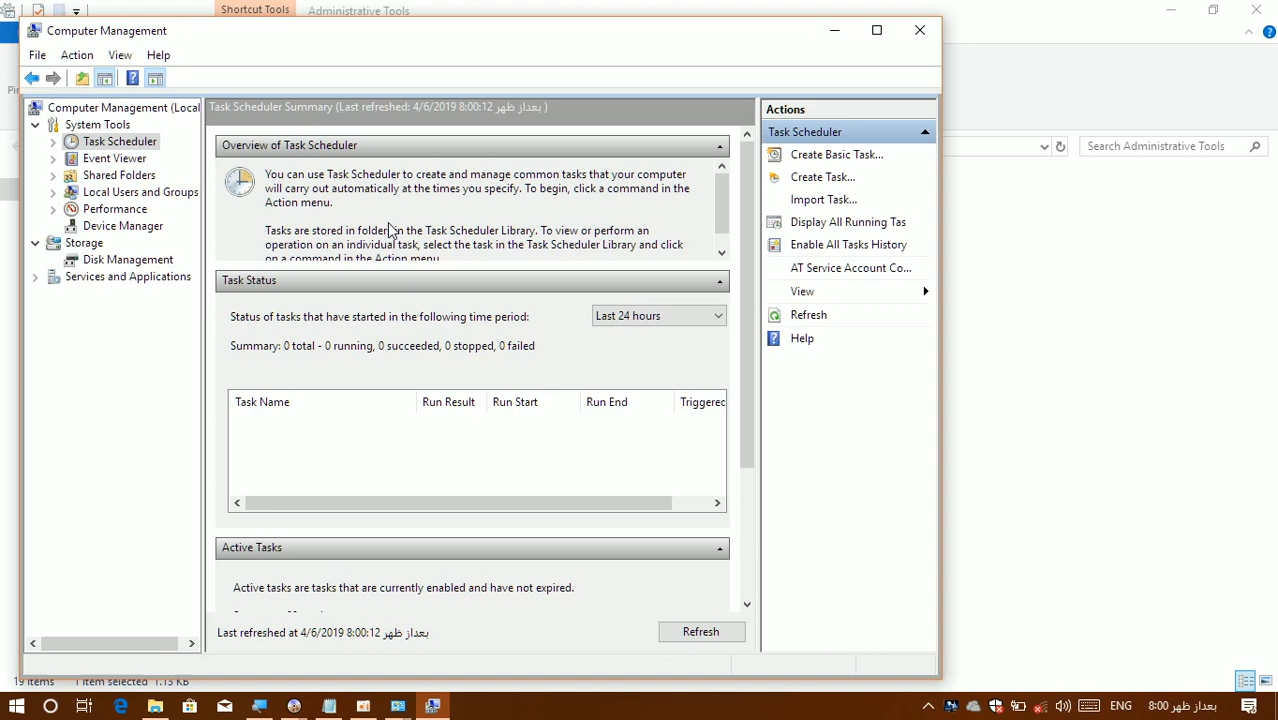 Shortcut Tools
Administrative Tools
Computer Management
File
Action
View
Help
Search Administrative Tools
Computer Management (Local
System Tools
Task Scheduler
Event Viewer
Shared Folders
Local Users and Groups
Performance
Device Manager
Storage
Disk Management
Services and Applications
Task Scheduler Summary (Last refreshed: 4/6/2019 8:00:12 بعداز ظهر )
Overview of Task Scheduler
You can use Task Scheduler to create and manage common tasks that your computer
will carry out automatically at the times you specify. To begin, click a command in the
Action menu.
Tasks are stored in folder in the Task Scheduler Library. To view or perform an
operation on an individual task, select the task in the Task Scheduler Library and click
on a command in the Action menu
Task Status
Status of tasks that have started in the following time period:
Last 24 hours
Summary: 0 total - 0 running, 0 succeeded, 0 stopped, 0 failed
Task Name
Run Result
Run Start
Run End
Triggered
Active Tasks
Active tasks are tasks that are currently enabled and have not expired.
Last refreshed at 4/6/2019 8:00:12 بعداز ظهر
Refresh
Actions
Task Scheduler
Create Basic Task...
Create Task...
Import Task...
Display All Running Tas
Enable All Tasks History
AT Service Account Co...
View
Refresh
Help
19 items
1 item selected 1.13 KB
ENG
8:00 بعداز ظهر